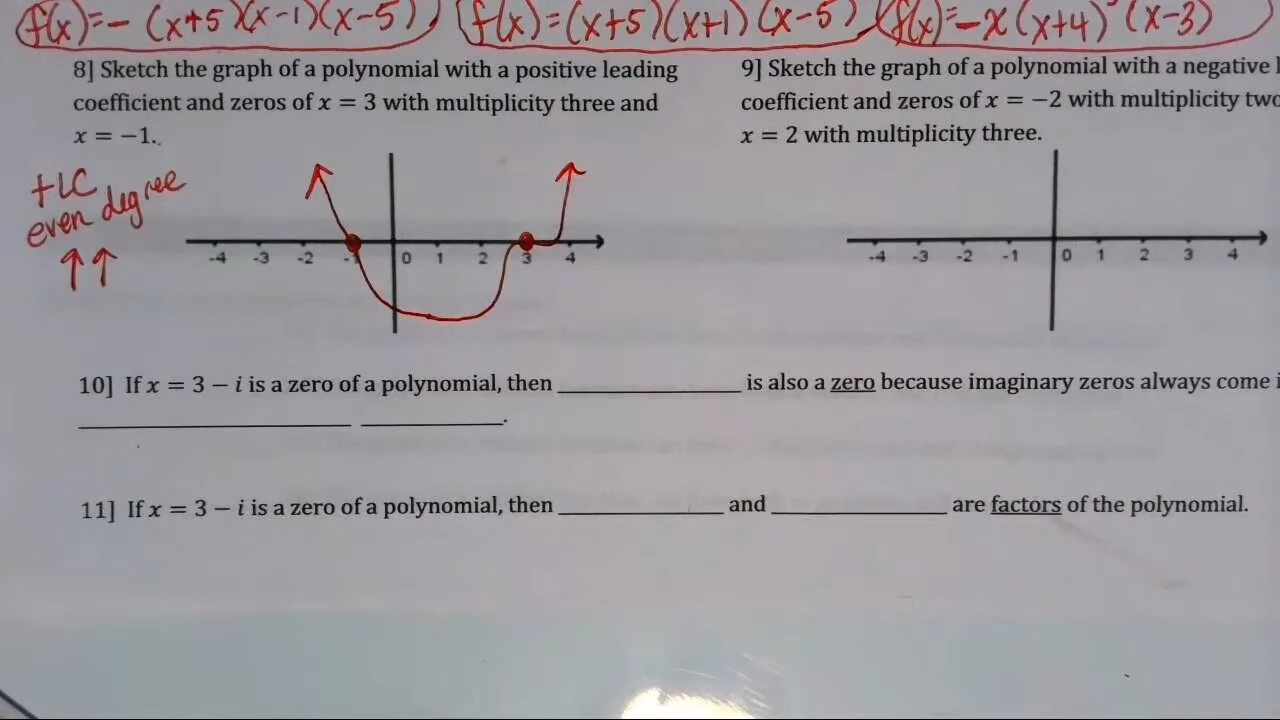 f(x)=- (x+5)(x-1)(x-5)
f(x)=(x+5)(x+1)(x-5)
f(x)=-x(x+4) (x-3)
8] Sketch the graph of a polynomial with a positive leading
coefficient and zeros of x = 3 with multiplicity three and
x = −1.
9] Sketch the graph of a polynomial with a negative
coefficient and zeros of x = −2 with multiplicity two
x = 2 with multiplicity three.
+LC
even degree
↑↑
-4 -3 -2 -1 0 1 2 3 4
-4 -3 -2 -1 0 1 2 3 4
10] If x = 3 − i is a zero of a polynomial, then ____________ is also a zero because imaginary zeros always come
____________ ____________.
11] If x = 3 − i is a zero of a polynomial, then ____________ and ____________ are factors of the polynomial.